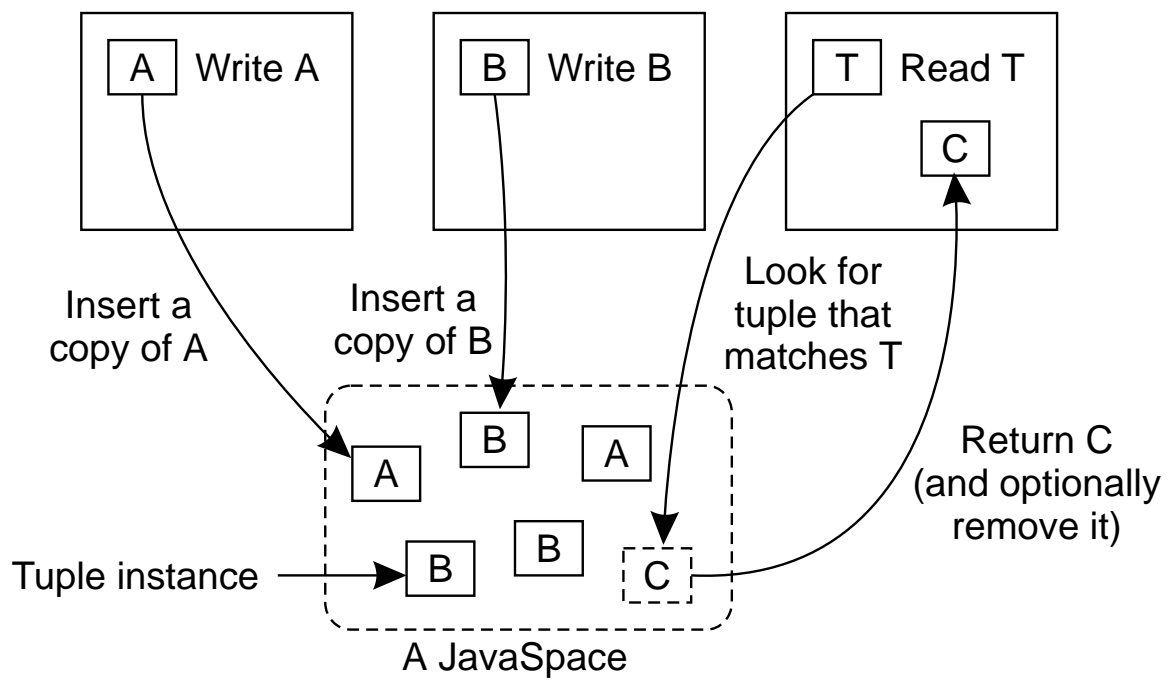 A Write A
B Write B
T Read T
C
Insert a
copy of A
Insert a
copy of B
Look for
tuple that
matches T
Return C
(and optionally
remove it)
B
A
A
B
B
C
Tuple instance
A JavaSpace